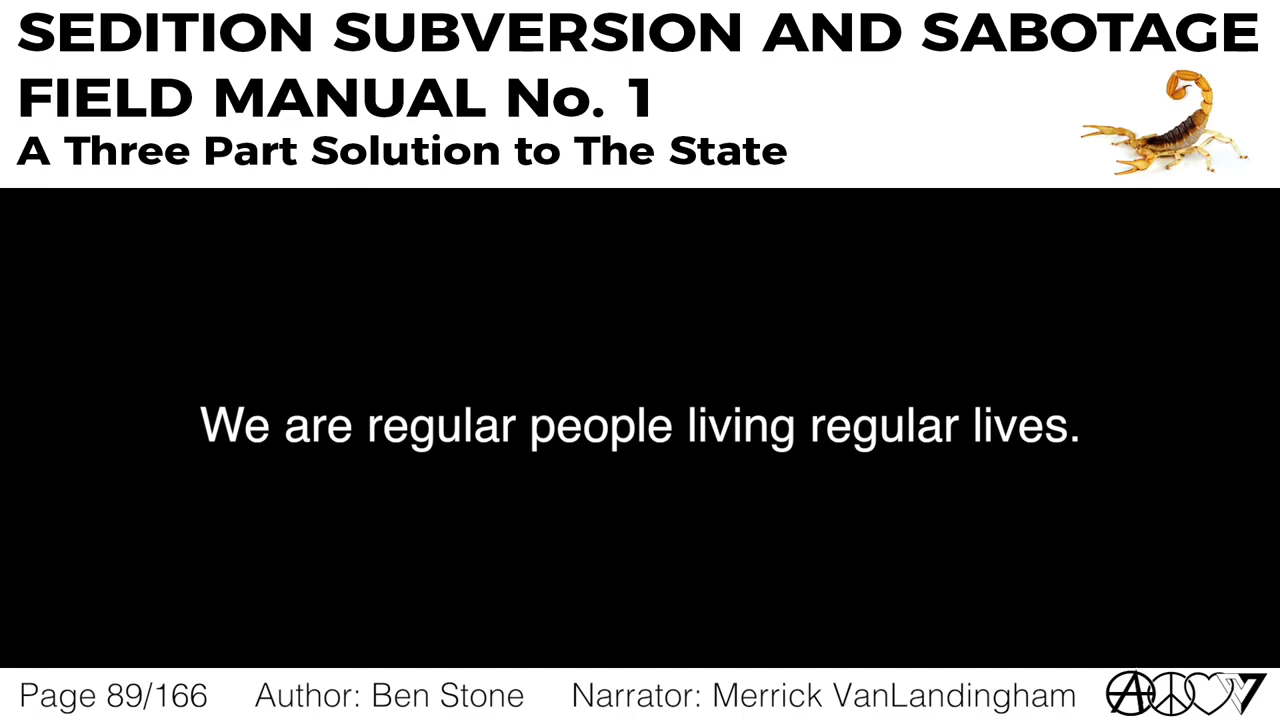 SEDITION SUBVERSION AND SABOTAGE
FIELD MANUAL No. 1
A Three Part Solution to The State
We are regular people living regular lives.
Page 89/166 Author: Ben Stone Narrator: Merrick VanLandingham